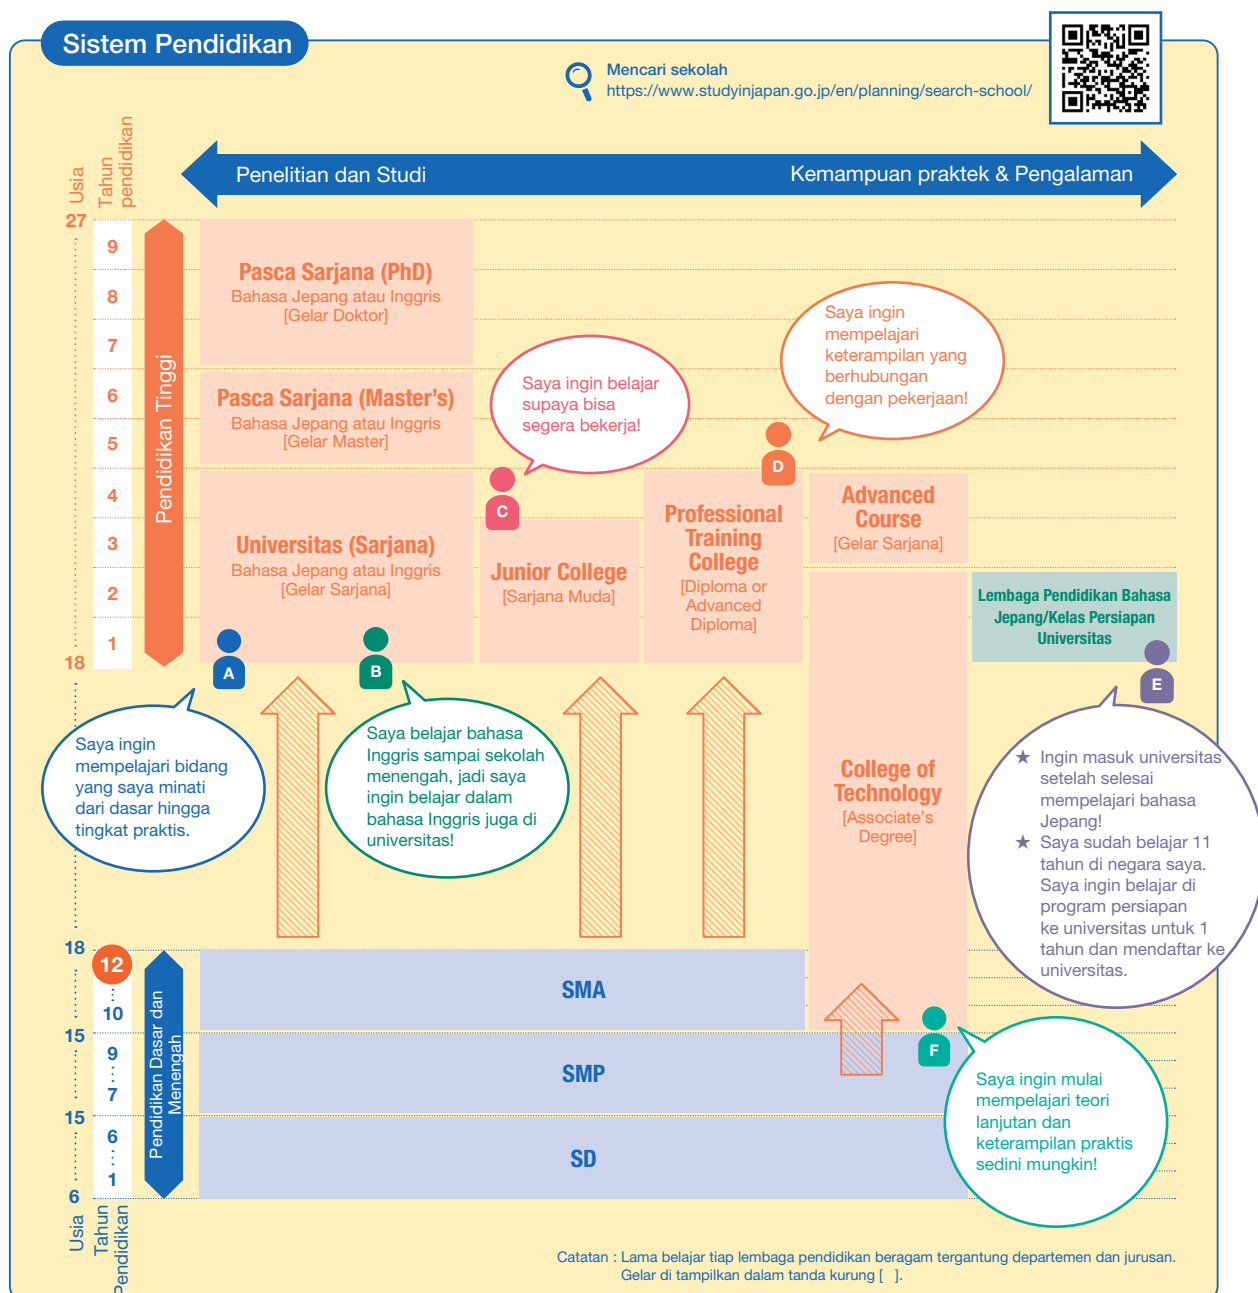 Sistem Pendidikan
Mencari sekolah
https://www.studyinjapan.go.jp/en/planning/search-school/
Usia
Tahun
pendidikan
Penelitian dan Studi
Kemampuan praktek & Pengalaman
27
9
8
7
6
5
4
3
2
1
18
Pendidikan Tinggi
Pasca Sarjana (PhD)
Bahasa Jepang atau Inggris
[Gelar Doktor]
Pasca Sarjana (Master's)
Bahasa Jepang atau Inggris
[Gelar Master]
Universitas (Sarjana)
Bahasa Jepang atau Inggris
[Gelar Sarjana]
Saya ingin belajar
supaya bisa
segera bekerja!
C
Junior College
[Sarjana Muda]
Saya ingin
mempelajari
keterampilan yang
berhubungan
dengan pekerjaan!
D
Professional
Training
College
[Diploma or
Advanced
Diploma]
Advanced
Course
[Gelar Sarjana]
Lembaga Pendidikan Bahasa
Jepang/Kelas Persiapan
Universitas
A
B
E
Saya ingin
mempelajari bidang
yang saya minati
dari dasar hingga
tingkat praktis.
Saya belajar bahasa
Inggris sampai sekolah
menengah, jadi saya
ingin belajar dalam
bahasa Inggris juga di
universitas!
College of
Technology
[Associate's
Degree]
★ Ingin masuk universitas
setelah selesai
mempelajari bahasa
Jepang!
★ Saya sudah belajar 11
tahun di negara saya.
Saya ingin belajar di
program persiapan
ke universitas untuk 1
tahun dan mendaftar ke
universitas.
18
12
10
15
9
7
15
6
1
6
Pendidikan Dasar dan
Menengah
SMA
SMP
SD
F
Saya ingin mulai
mempelajari teori
lanjutan dan
keterampilan praktis
sedini mungkin!
Usia
Tahun
Pendidikan
Catatan : Lama belajar tiap lembaga pendidikan beragam tergantung departemen dan jurusan.
Gelar di tampilkan dalam tanda kurung [ ].